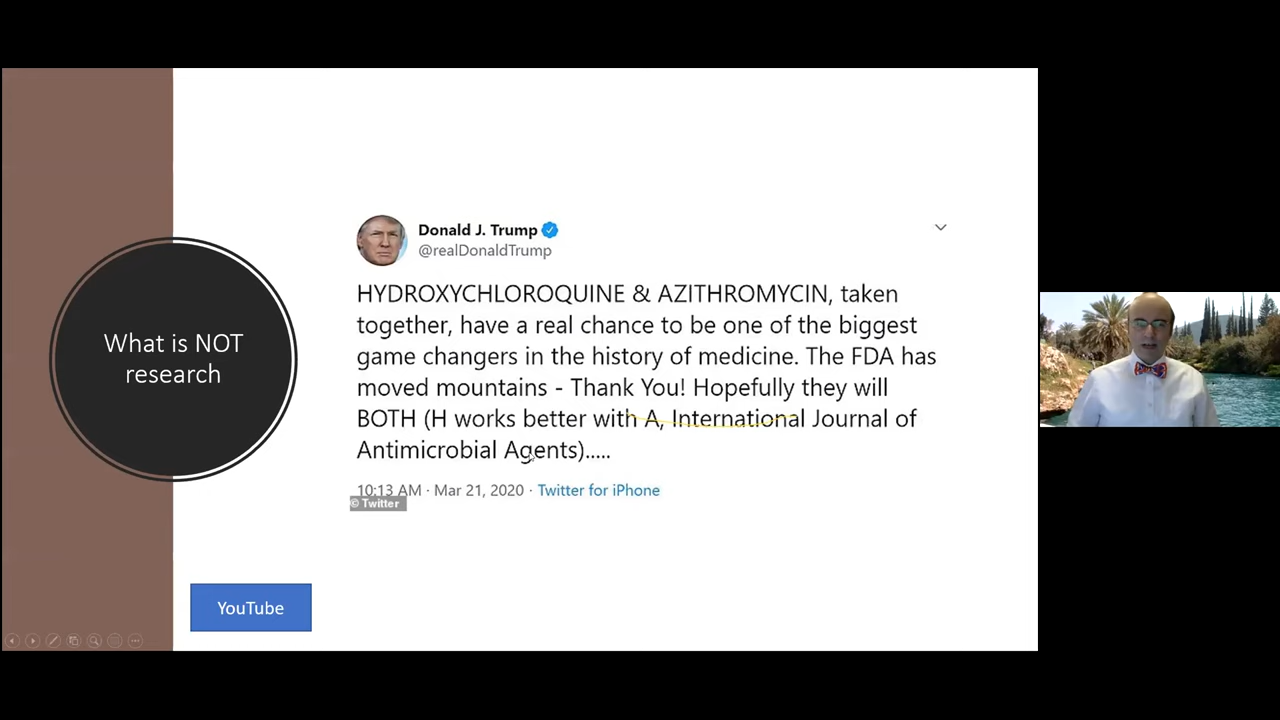 What is NOT
research
Donald J. Trump
@realDonaldTrump
HYDROXYCHLOROQUINE & AZITHROMYCIN, taken
together, have a real chance to be one of the biggest
game changers in the history of medicine. The FDA has
moved mountains - Thank You! Hopefully they will
BOTH (H works better with A, International Journal of
Antimicrobial Agents).....
10:13 AM · Mar 21, 2020 · Twitter for iPhone
© Twitter
YouTube